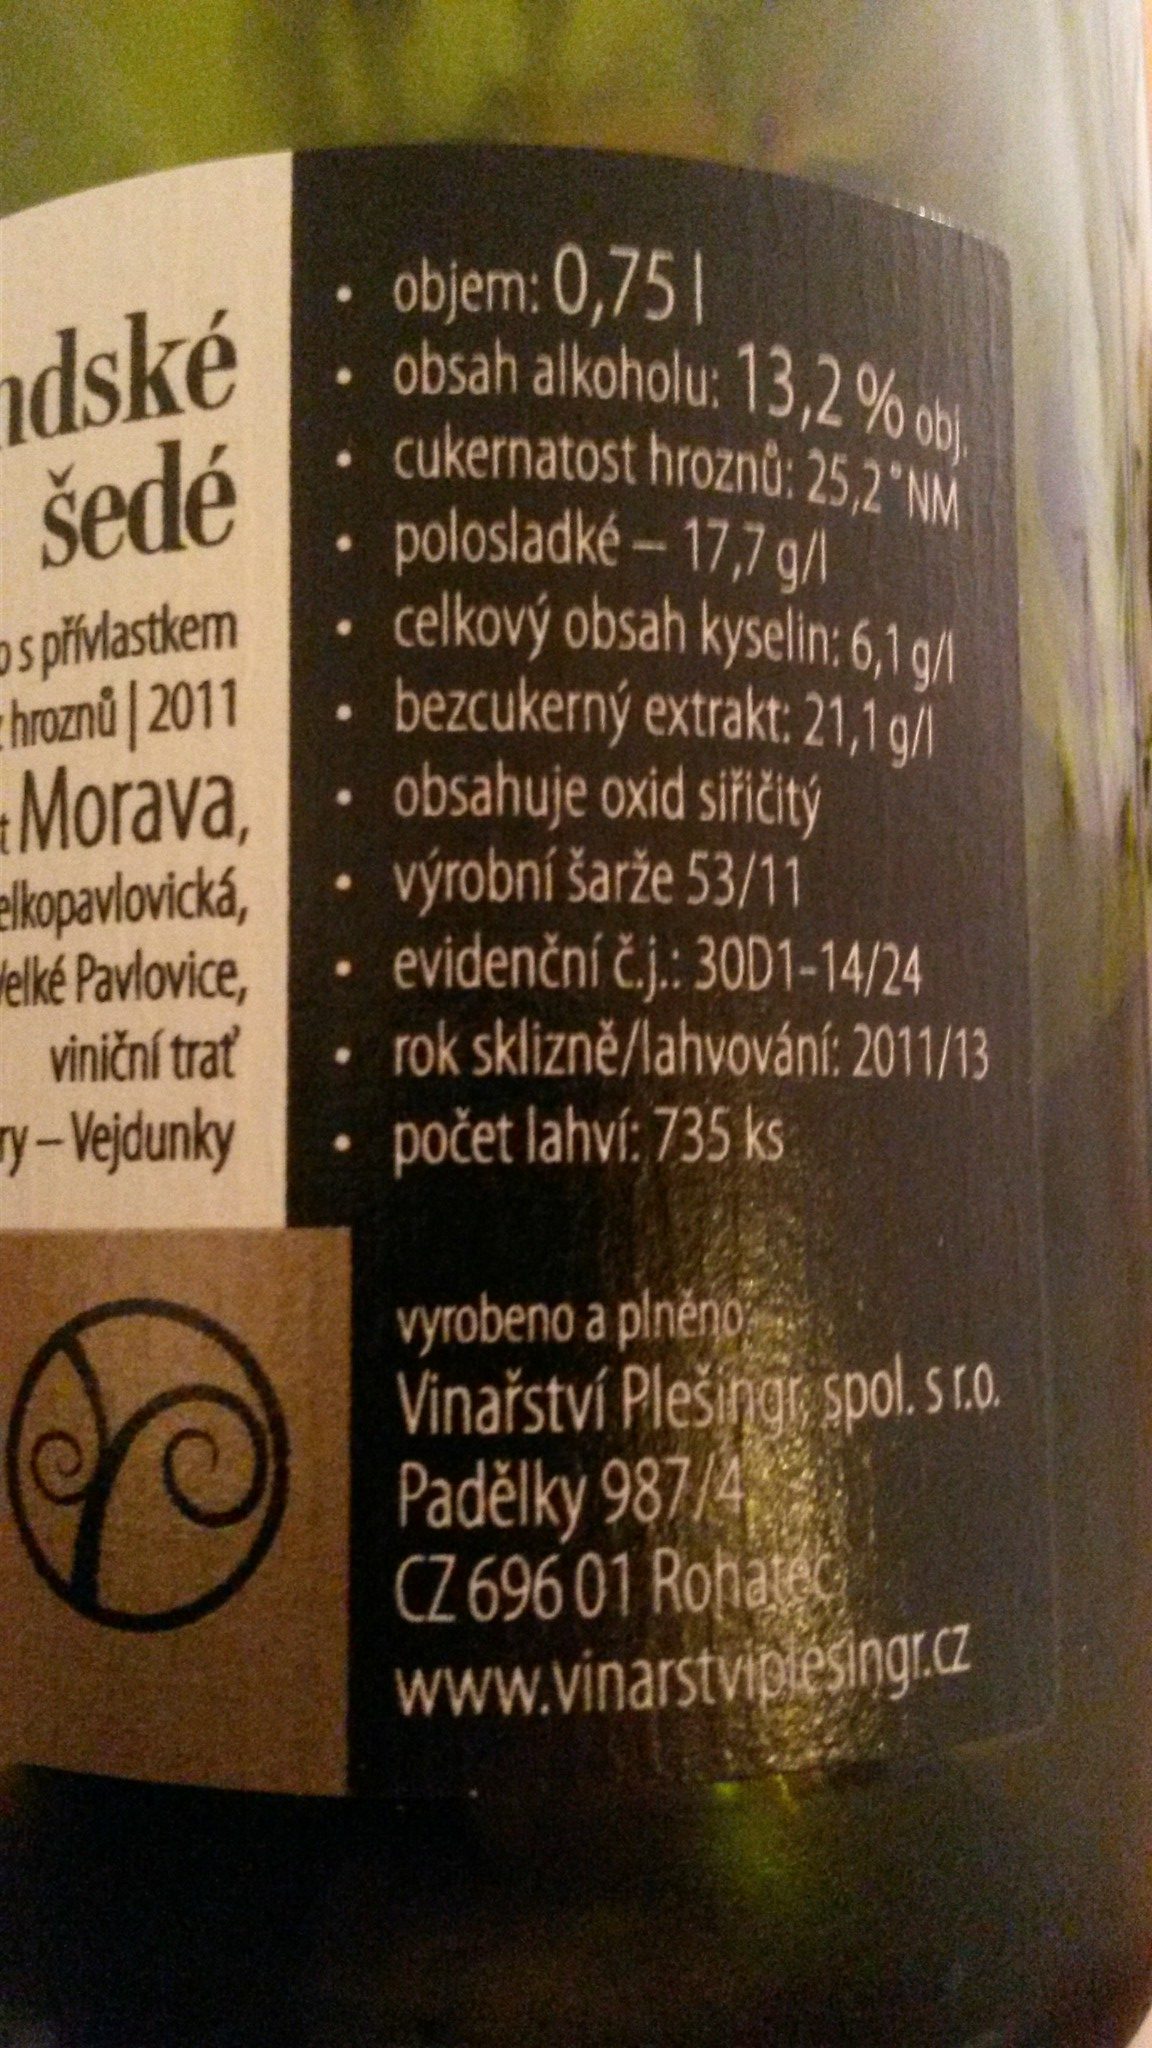 ndské
šedé
s přívlastkem
hroznů | 2011
Morava,
elkopavlovická,
Velké Pavlovice,
viniční trať
ry – Vejdunky
• objem: 0,75 l
• obsah alkoholu: 13,2 % obj.
• cukernatost hroznů: 25,2°NM
• polosladké – 17,7 g/l
• celkový obsah kyselin: 6,1 g/l
• bezcukerný extrakt: 21,1 g/l
• obsahuje oxid siřičitý
• výrobní šarže 53/11
• evidenční č.j.: 30D1-14/24
• rok sklizně/lahvování: 2011/13
• počet lahví: 735 ks
vyrobeno a plněno:
Vinařství Plešingr, spol. s r.o.
Padělky 987/4
CZ 696 01 Rohatec
www.vinarstviplesingr.cz